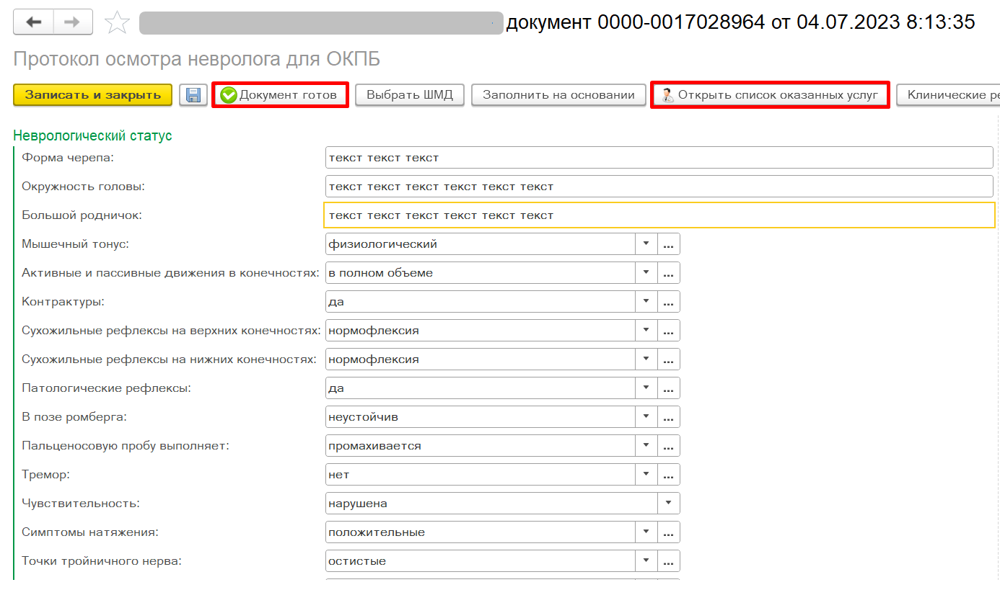 документ 0000-0017028964 от 04.07.2023 8:13:35
Протокол осмотра невролога для ОКПБ
Записать и закрыть Документ готов Выбрать ШМД Заполнить на основании Открыть список оказанных услуг Клинические ре
Неврологический статус
Форма черепа: текст текст текст
Окружность головы: текст текст текст текст текст текст
Большой родничок: текст текст текст текст текст текст
Мышечный тонус: физиологический ...
Активные и пассивные движения в конечностях: в полном объеме ...
Контрактуры: да ...
Сухожильные рефлексы на верхних конечностях: нормофлексия ...
Сухожильные рефлексы на нижних конечностях: нормофлексия ...
Патологические рефлексы: да ...
В позе ромберга: неустойчив ...
Пальценосовую пробу выполняет: промахивается ...
Тремор: нет ...
Чувствительность: нарушена
Симптомы натяжения: положительные ...
Точки тройничного нерва: остистые ...